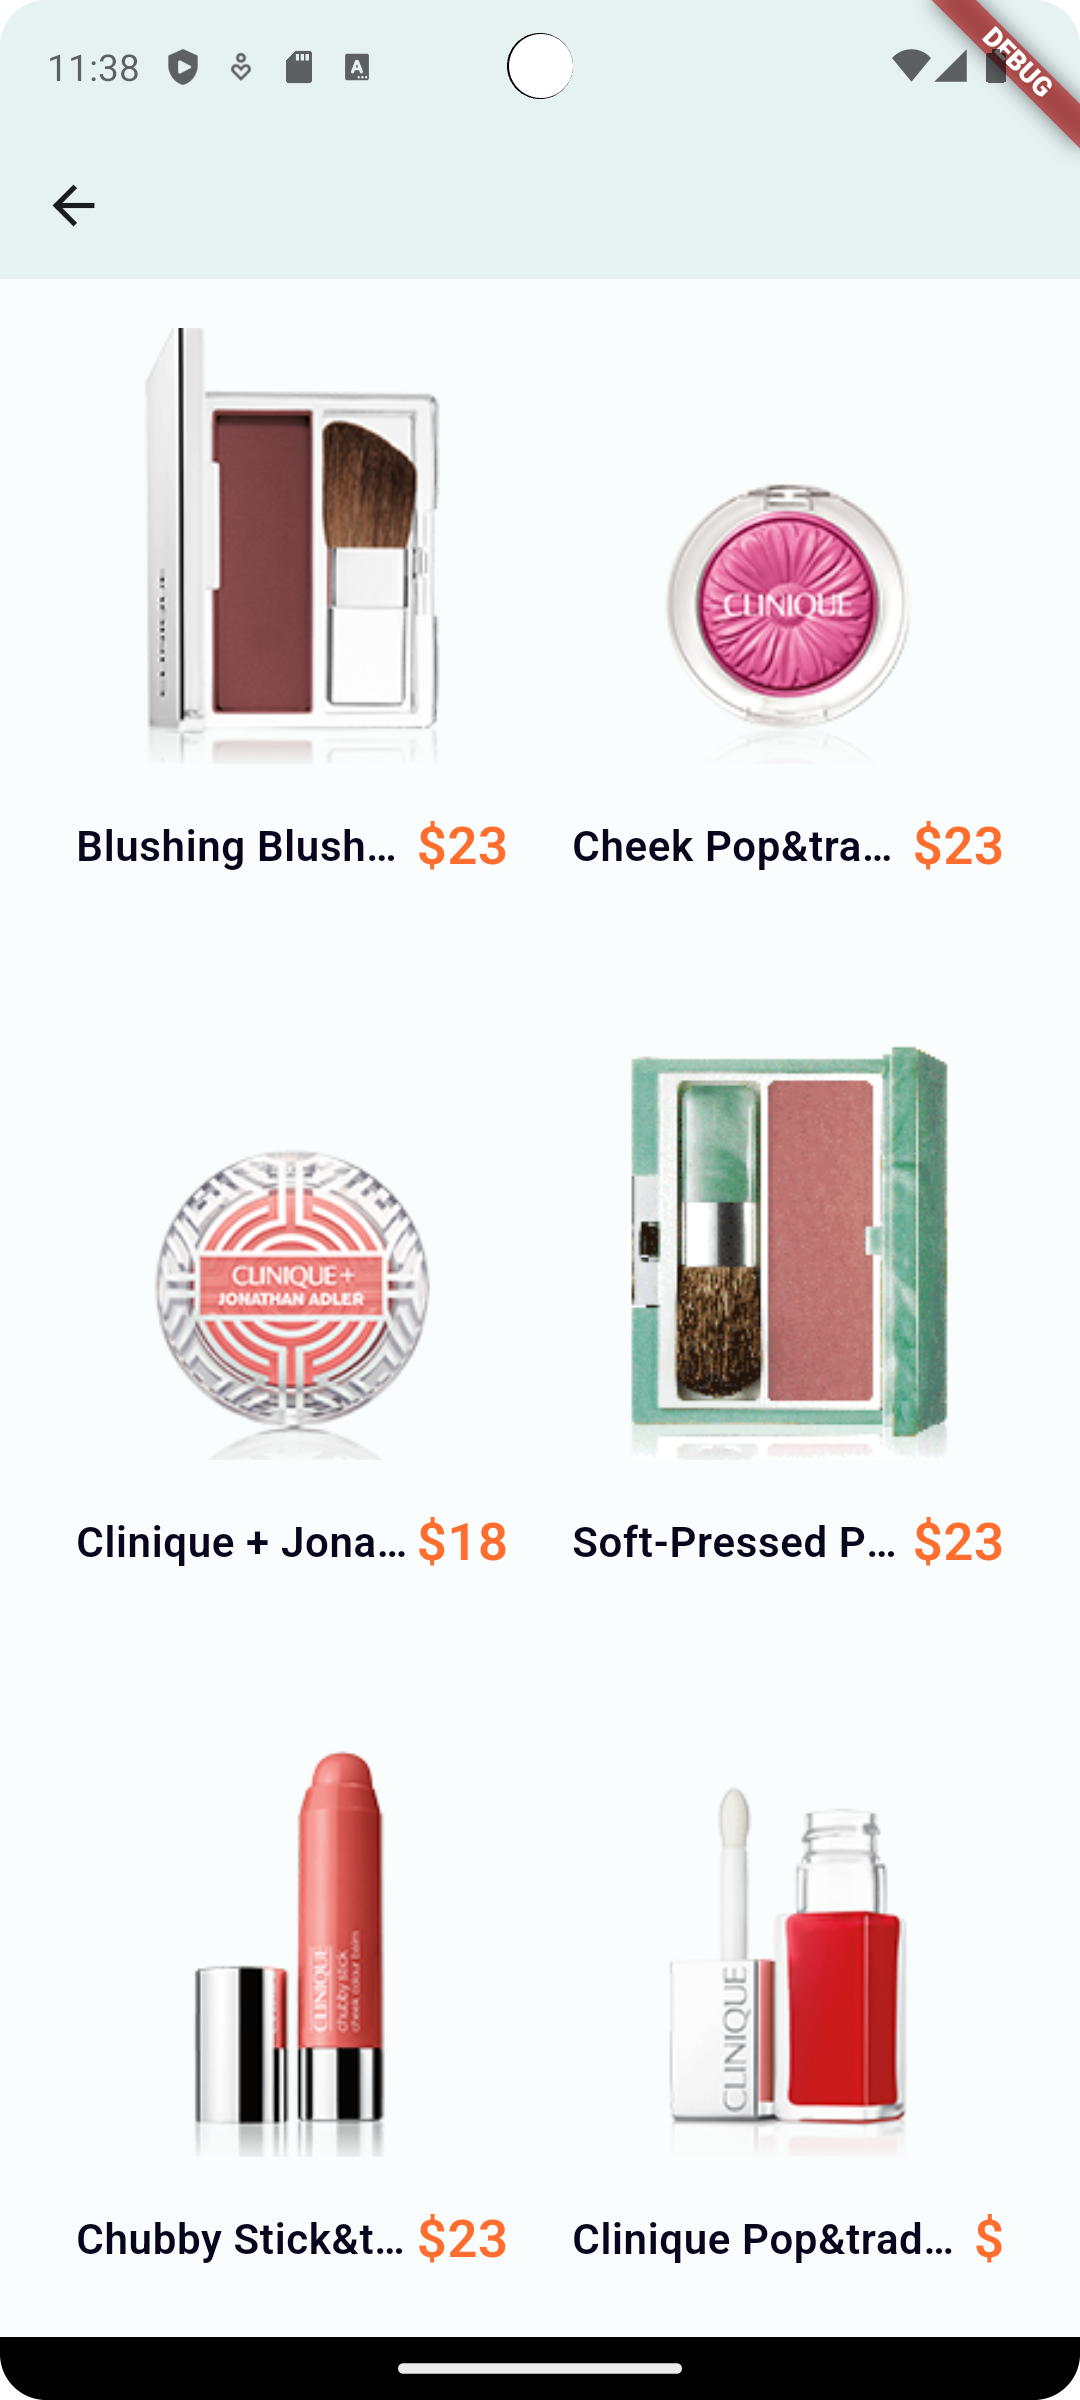 11:38
DEBUG
CLINIQUE
CLINIQUE
Blushing Blush... $23
Cheek Pop&tra... $23
CLINIQUE+
JONATHAN ADLER
Clinique + Jona... $18
Soft-Pressed P... $23
CLINIQUE
chubby stick
cheek colour balm
CLINIQUE
Chubby Stick&t... $23
Clinique Pop&trad... $